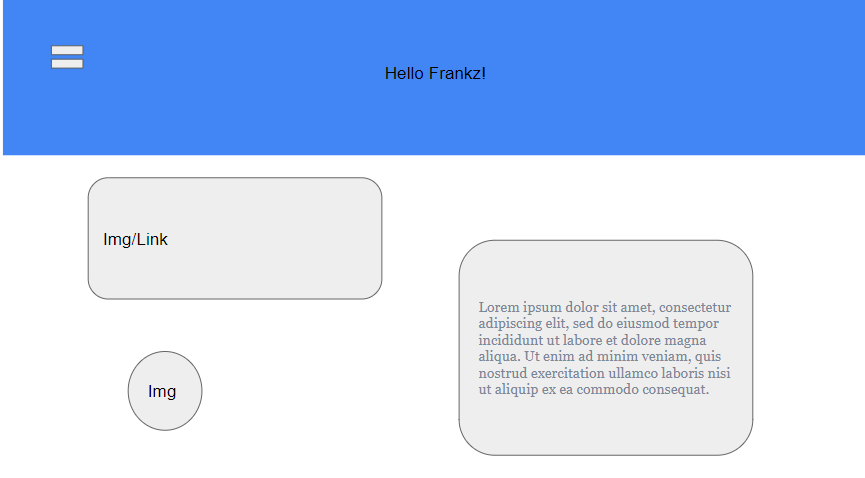 Hello Frankz!
Img/Link
Img
Lorem ipsum dolor sit amet, consectetur
adipiscing elit, sed do eiusmod tempor
incididunt ut labore et dolore magna
aliqua. Ut enim ad minim veniam, quis
nostrud exercitation ullamco laboris nisi
ut aliquip ex ea commodo consequat.